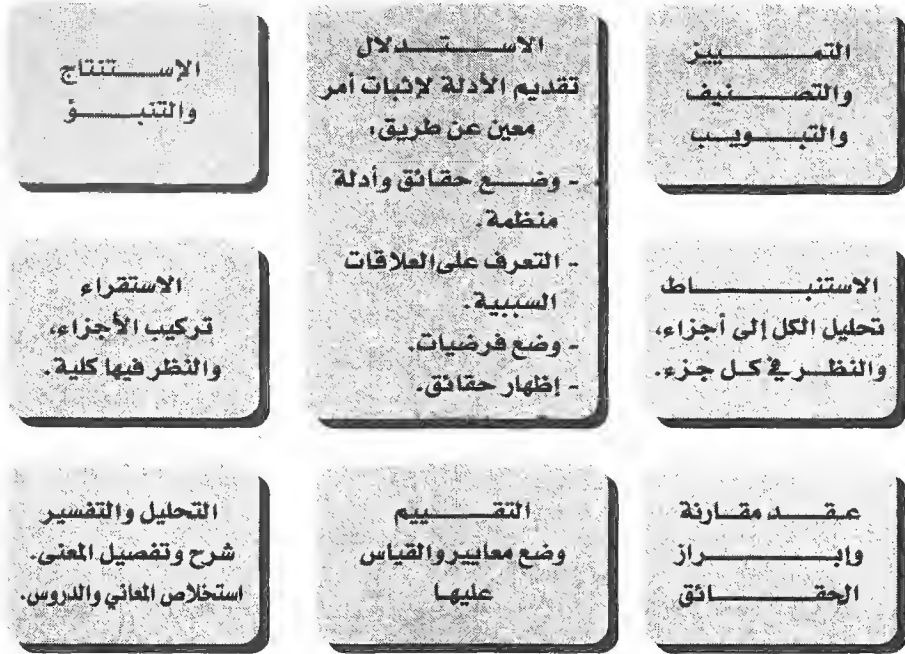 التمييز
والتصنيف
والتبويب
الاستدلال
تقديم الأدلة لإثبات أمر
معين عن طريق:
- وضع حقائق وأدلة
منظمة.
- التعرف على العلاقات
السببية.
- وضع فرضيات.
- إظهار حقائق.
الإستنتاج
والتنبؤ
الاستنباط
تحليل الكل إلى أجزاء،
والنظر في كل جزء.
الاستقراء
تركيب الأجزاء،
والنظر فيها كلية.
عقد مقارنة
وإبراز
الحقائق
التقييم
وضع معايير والقياس
عليها
التحليل والتفسير
شرح وتفصيل المعنى.
استخلاص المعاني والدروس.